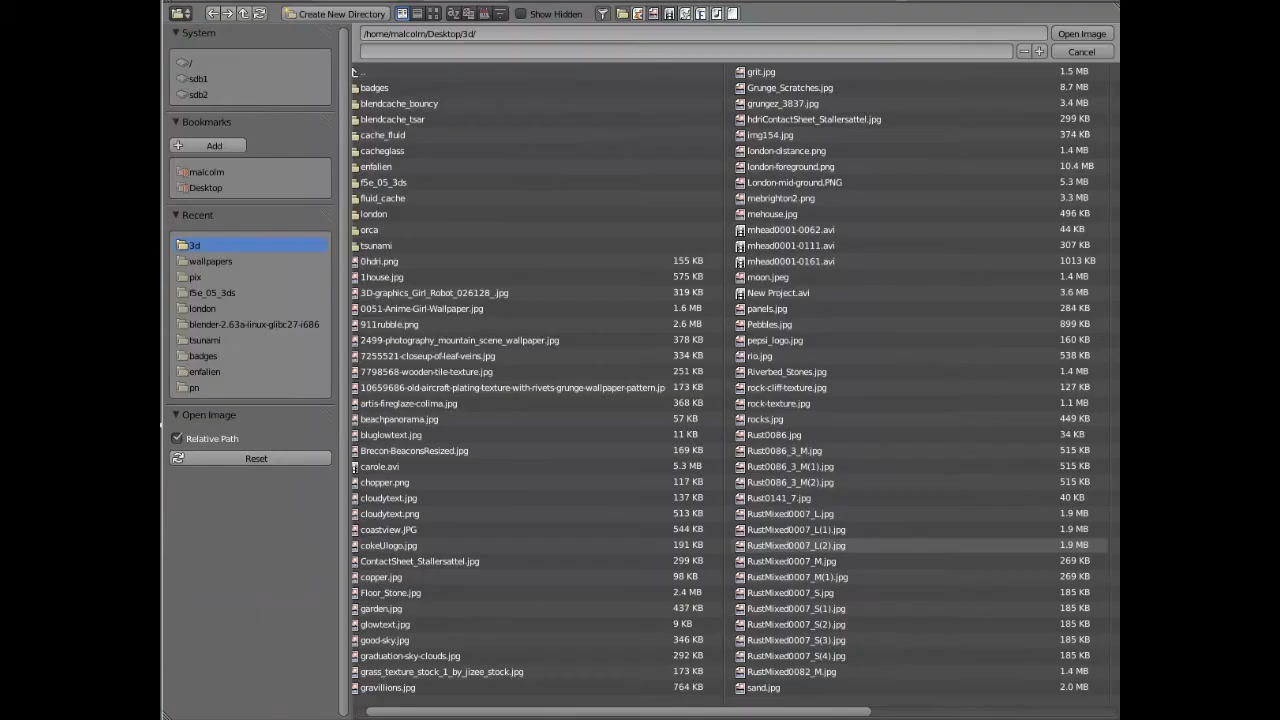 Create New Directory
Show Hidden
System
/
sdb1
sdb2
Bookmarks
Add
malcolm
Desktop
Recent
3d
wallpapers
pix
f5e_05_3ds
london
blender-2.63a-linux-glibc27-i686
tsunami
badges
enfalien
pn
Open Image
Relative Path
Reset
/home/malcolm/Desktop/3d/
Open Image
Cancel
..
badges
blendcache_bouncy
blendcache_tsar
cache_fluid
cacheglass
enfalien
f5e_05_3ds
fluid_cache
london
orca
tsunami
0hdri.png 155 KB
1house.jpg 575 KB
3D-graphics_Girl_Robot_026128_.jpg 319 KB
0051-Anime-Girl-Wallpaper.jpg 1.6 MB
911rubble.png 2.6 MB
2499-photography_mountain_scene_wallpaper.jpg 378 KB
7255521-closeup-of-leaf-veins.jpg 334 KB
7798568-wooden-tile-texture.jpg 251 KB
10659686-old-aircraft-plating-texture-with-rivets-grunge-wallpaper-pattern.jp 173 KB
artis-fireglaze-colima.jpg 368 KB
beachpanorama.jpg 57 KB
bluglowtext.jpg 11 KB
Brecon-BeaconsResized.jpg 169 KB
carole.avi 5.3 MB
chopper.png 117 KB
cloudytext.jpg 137 KB
cloudytext.png 513 KB
coastview.JPG 544 KB
cokeUlogo.jpg 191 KB
ContactSheet_Stallersattel.jpg 299 KB
copper.jpg 98 KB
Floor_Stone.jpg 2.4 MB
garden.jpg 437 KB
glowtext.jpg 9 KB
good-sky.jpg 346 KB
graduation-sky-clouds.jpg 292 KB
grass_texture_stock_1_by_jizee_stock.jpg 173 KB
gravillions.jpg 764 KB
grit.jpg 1.5 MB
Grunge_Scratches.jpg 8.7 MB
grungez_3837.jpg 3.4 MB
hdriContactSheet_Stallersattel.jpg 299 KB
img154.jpg 374 KB
london-distance.png 1.4 MB
london-foreground.png 10.4 MB
London-mid-ground.PNG 5.3 MB
mebrighton2.png 3.3 MB
mehouse.jpg 496 KB
mhead0001-0062.avi 44 KB
mhead0001-0111.avi 307 KB
mhead0001-0161.avi 1013 KB
moon.jpeg 1.4 MB
New Project.avi 3.6 MB
panels.jpg 284 KB
Pebbles.jpg 899 KB
pepsi_logo.jpg 160 KB
rio.jpg 538 KB
Riverbed_Stones.jpg 1.4 MB
rock-cliff-texture.jpg 127 KB
rock-texture.jpg 1.1 MB
rocks.jpg 449 KB
Rust0086.jpg 34 KB
Rust0086_3_M.jpg 515 KB
Rust0086_3_M(1).jpg 515 KB
Rust0086_3_M(2).jpg 515 KB
Rust0141_7.jpg 40 KB
RustMixed0007_L.jpg 1.9 MB
RustMixed0007_L(1).jpg 1.9 MB
RustMixed0007_L(2).jpg 1.9 MB
RustMixed0007_M.jpg 269 KB
RustMixed0007_M(1).jpg 269 KB
RustMixed0007_S.jpg 185 KB
RustMixed0007_S(1).jpg 185 KB
RustMixed0007_S(2).jpg 185 KB
RustMixed0007_S(3).jpg 185 KB
RustMixed0007_S(4).jpg 185 KB
RustMixed0082_M.jpg 1.4 MB
sand.jpg 2.0 MB